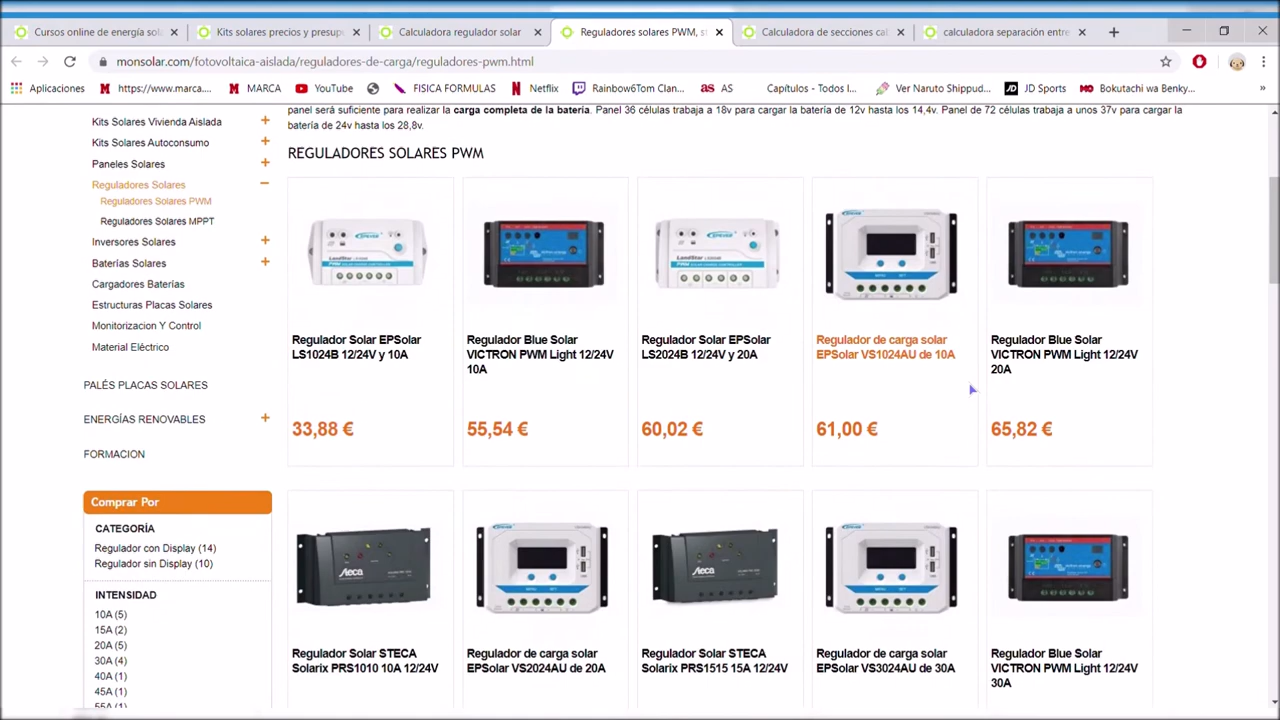 Cursos online de energía sol
Kits solares precios y presup
Calculadora regulador solar
Reguladores solares PWM, s
Calculadora de secciones cal
calculadora separación entre
monsolar.com/fotovoltaica-aislada/reguladores-de-carga/reguladores-pwm.html
Aplicaciones
https://www.marca....
MARCA
YouTube
FISICA FORMULAS
Netflix
Rainbow6Tom Clan...
AS
Capítulos - Todos l...
Ver Naruto Shippud...
JD Sports
Bokutachi wa Benky...
»
panel será suficiente para realizar la carga completa de la batería. Panel 36 células trabaja a 18v para cargar la batería de 12v hasta los 14,4v. Panel de 72 células trabaja a unos 37v para cargar la
batería de 24v hasta los 28,8v.
REGULADORES SOLARES PWM
Kits Solares Vivienda Aislada
Kits Solares Autoconsumo
Paneles Solares
Reguladores Solares
Reguladores Solares PWM
Reguladores Solares MPPT
Inversores Solares
Baterías Solares
Cargadores Baterías
Estructuras Placas Solares
Monitorizacion Y Control
Material Eléctrico
PALÉS PLACAS SOLARES
ENERGÍAS RENOVABLES
FORMACION
Comprar Por
CATEGORÍA
Regulador con Display (14)
Regulador sin Display (10)
INTENSIDAD
10A (5)
15A (2)
20A (5)
30A (4)
40A (1)
45A (1)
55A (1)
Regulador Solar EPSolar
LS1024B 12/24V y 10A
33,88 €
Regulador Blue Solar
VICTRON PWM Light 12/24V
10A
55,54 €
Regulador Solar EPSolar
LS2024B 12/24V y 20A
60,02 €
Regulador de carga solar
EPSolar VS1024AU de 10A
61,00 €
Regulador Blue Solar
VICTRON PWM Light 12/24V
20A
65,82 €
Steca
Regulador Solar STECA
Solarix PRS1010 10A 12/24V
Regulador de carga solar
EPSolar VS2024AU de 20A
Steca
Regulador Solar STECA
Solarix PRS1515 15A 12/24V
Regulador de carga solar
EPSolar VS3024AU de 30A
Regulador Blue Solar
VICTRON PWM Light 12/24V
30A